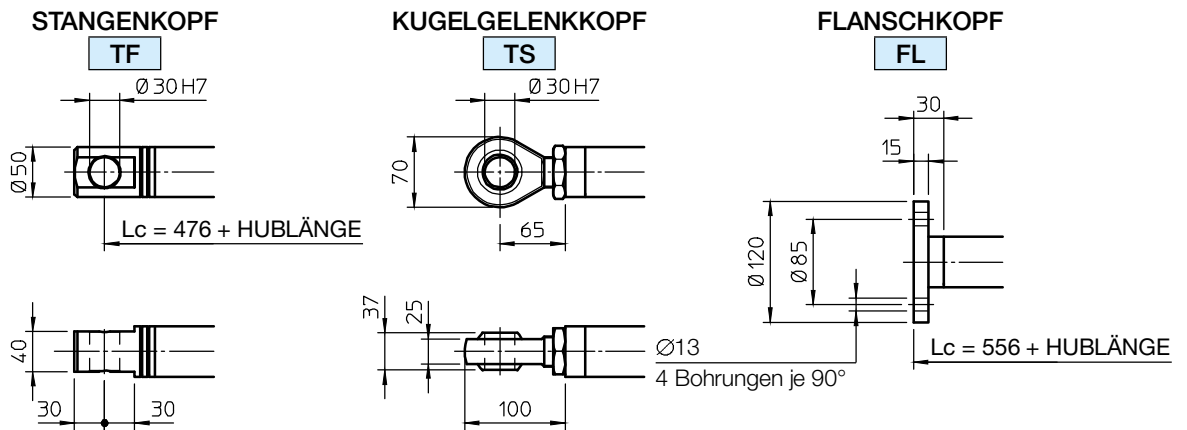 STANGENKOPF
TF
Ø 30 H7
Ø 50
Lc = 476 + HUBLÄNGE
40
30
30
KUGELGELENKKOPF
TS
Ø 30 H7
70
65
37
25
100
FLANSCHKOPF
FL
30
15
Ø 120
Ø 85
Ø13
4 Bohrungen je 90°
Lc = 556 + HUBLÄNGE